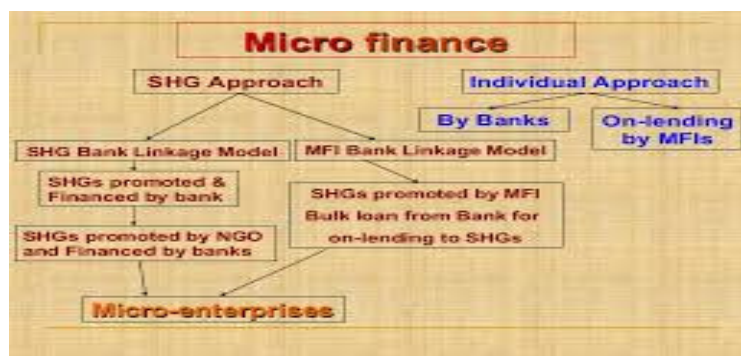 Micro finance
SHG Approach
Individual Approach
By Banks
On-lending
by MFIs
SHG Bank Linkage Model
MFI Bank Linkage Model
SHGs promoted &
Financed by bank
SHGs promoted by MFI
Bulk loan from Bank for
on-lending to SHGs
SHGs promoted by NGO
and Financed by banks
Micro-enterprises